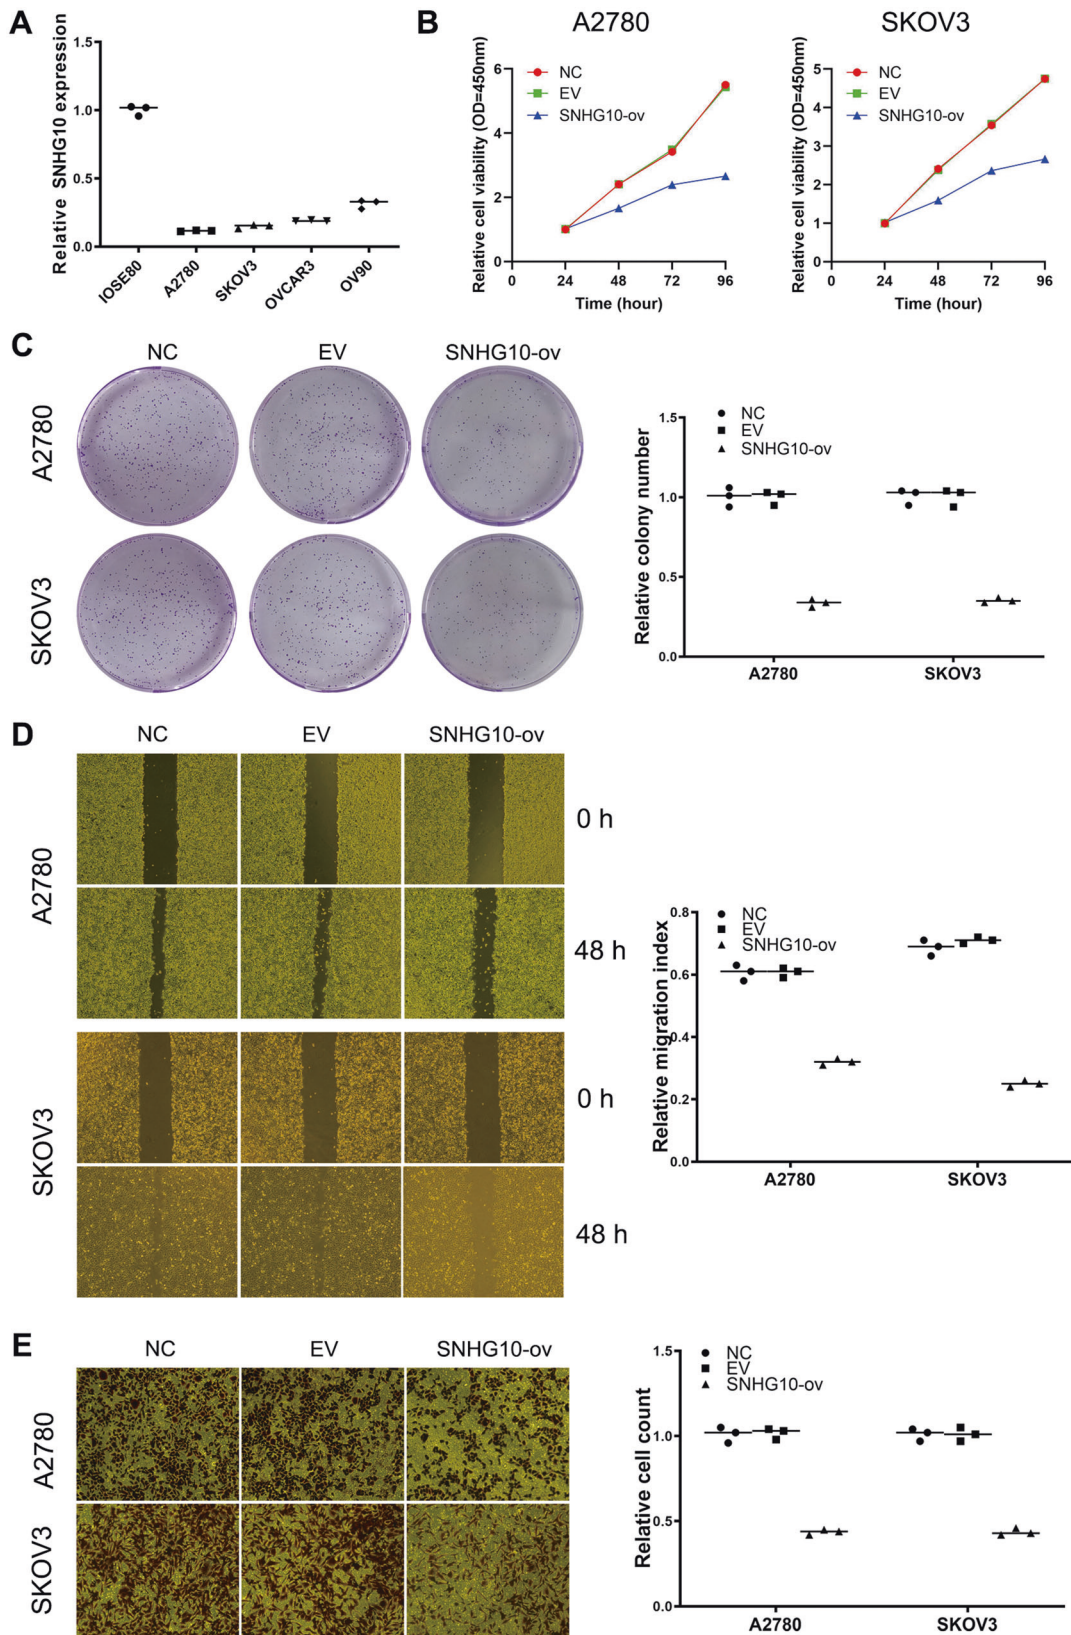 A
Relative SNHG10 expression
1.5
1.0
0.5
0.0
IOSE80
A2780
SKOV3
OVCAR3
OV90
B
A2780
Relative cell viability (OD=450nm)
6
4
2
0
NC
EV
SNHG10-ov
0
24
48
72
96
Time (hour)
SKOV3
Relative cell viability (OD=450nm)
5
4
3
2
1
0
NC
EV
SNHG10-ov
0
24
48
72
96
Time (hour)
C
NC
EV
SNHG10-ov
A2780
SKOV3
Relative colony number
1.5
1.0
0.5
0.0
NC
EV
SNHG10-ov
A2780
SKOV3
D
NC
EV
SNHG10-ov
A2780
0 h
48 h
SKOV3
0 h
48 h
Relative migration index
0.8
0.6
0.4
0.2
0.0
NC
EV
SNHG10-ov
A2780
SKOV3
E
NC
EV
SNHG10-ov
A2780
SKOV3
Relative cell count
1.5
1.0
0.5
0.0
NC
EV
SNHG10-ov
A2780
SKOV3